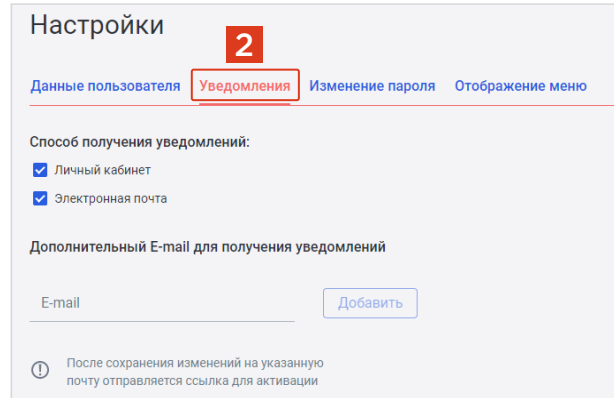 Настройки
2
Данные пользователя Уведомления Изменение пароля Отображение меню
Способ получения уведомлений:
Личный кабинет
Электронная почта
Дополнительный E-mail для получения уведомлений
E-mail Добавить
После сохранения изменений на указанную
почту отправляется ссылка для активации